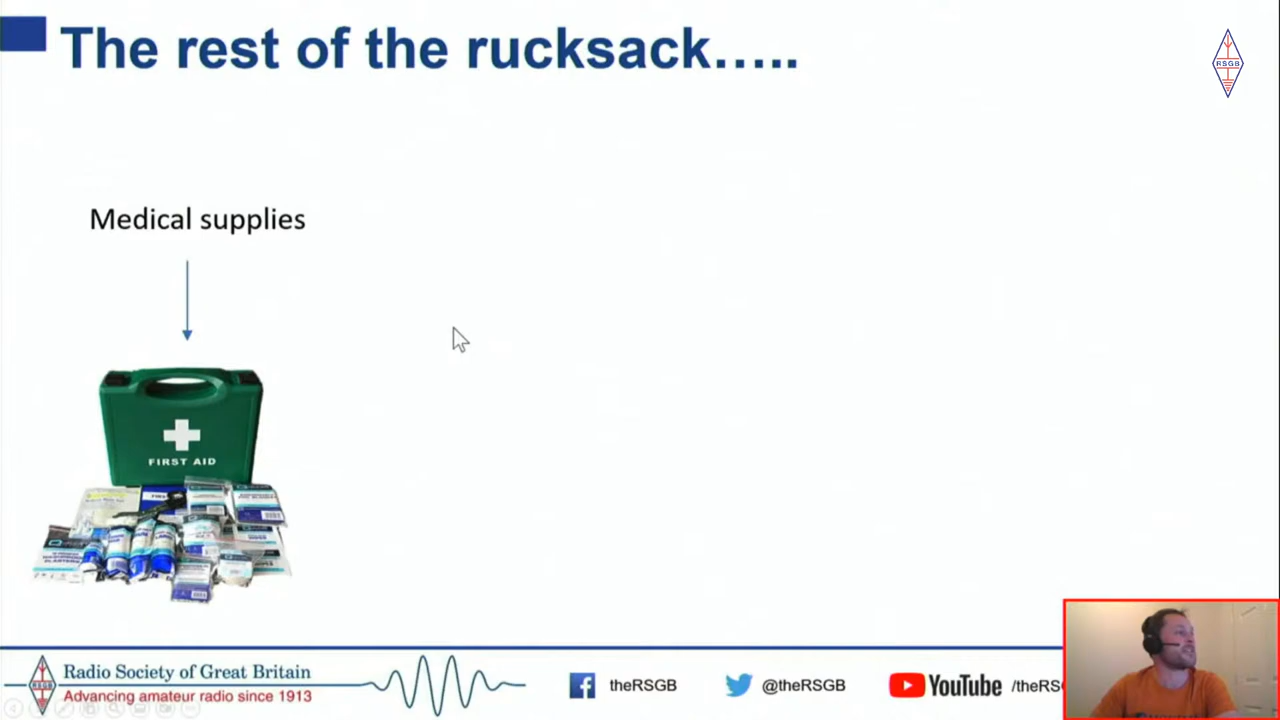 The rest of the rucksack…..
RSGB
Medical supplies
FIRST AID
RSGB
Radio Society of Great Britain
Advancing amateur radio since 1913
theRSGB
@theRSGB
YouTube
/theRS